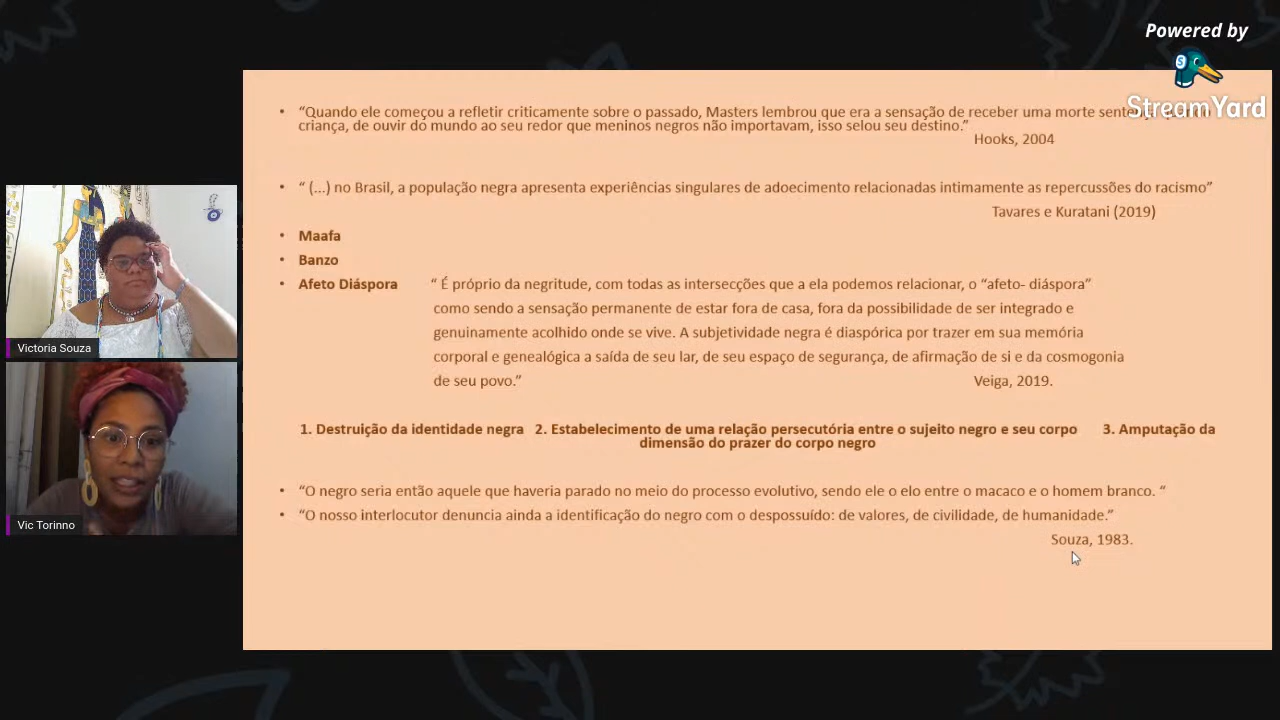 Powered by
StreamYard
• “Quando ele começou a refletir criticamente sobre o passado, Masters lembrou que era a sensação de receber uma morte
criança, de ouvir do mundo ao seu redor que meninos negros não importavam, isso selou seu destino.”
Hooks, 2004
• “ (...) no Brasil, a população negra apresenta experiências singulares de adoecimento relacionadas intimamente as repercussões do racismo”
Tavares e Kuratani (2019)
• Maafa
• Banzo
• Afeto Diáspora “ É próprio da negritude, com todas as intersecções que a ela podemos relacionar, o “afeto- diáspora”
como sendo a sensação permanente de estar fora de casa, fora da possibilidade de ser integrado e
genuinamente acolhido onde se vive. A subjetividade negra é diaspórica por trazer em sua memória
corporal e genealógica a saída de seu lar, de seu espaço de segurança, de afirmação de si e da cosmogonia
de seu povo.” Veiga, 2019.
1. Destruição da identidade negra 2. Estabelecimento de uma relação persecutória entre o sujeito negro e seu corpo 3. Amputação da
dimensão do prazer do corpo negro
• “O negro seria então aquele que haveria parado no meio do processo evolutivo, sendo ele o elo entre o macaco e o homem branco. “
• “O nosso interlocutor denuncia ainda a identificação do negro com o despossuído: de valores, de civilidade, de humanidade.”
Souza, 1983.
Victoria Souza
Vic Torinno